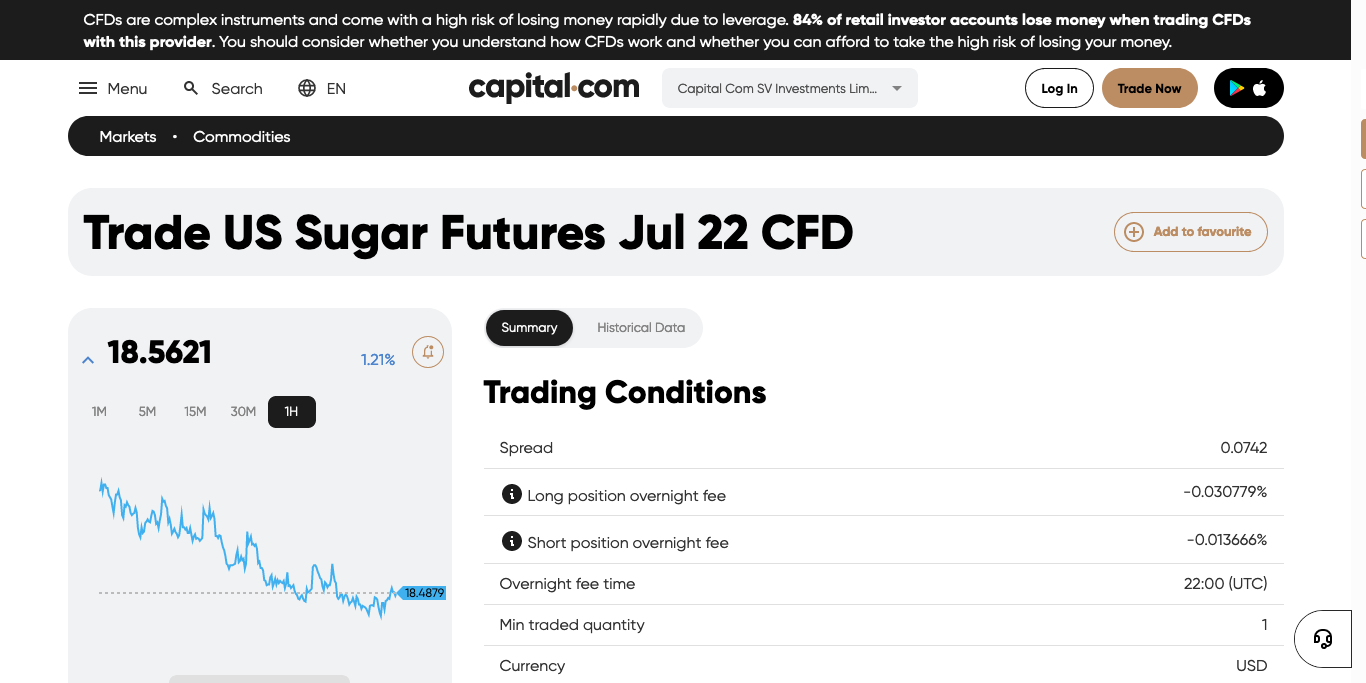 CFDs are complex instruments and come with a high risk of losing money rapidly due to leverage. 84% of retail investor accounts lose money when trading CFDs
with this provider. You should consider whether you understand how CFDs work and whether you can afford to take the high risk of losing your money.
Menu Search EN capital.com Capital Com SV Investments Lim... Log In Trade Now
Markets • Commodities
Trade US Sugar Futures Jul 22 CFD Add to favourite
18.5621 1.21%
1M 5M 15M 30M 1H
18.4879
Summary Historical Data
Trading Conditions
Spread 0.0742
Long position overnight fee -0.030779%
Short position overnight fee -0.013666%
Overnight fee time 22:00 (UTC)
Min traded quantity 1
Currency USD